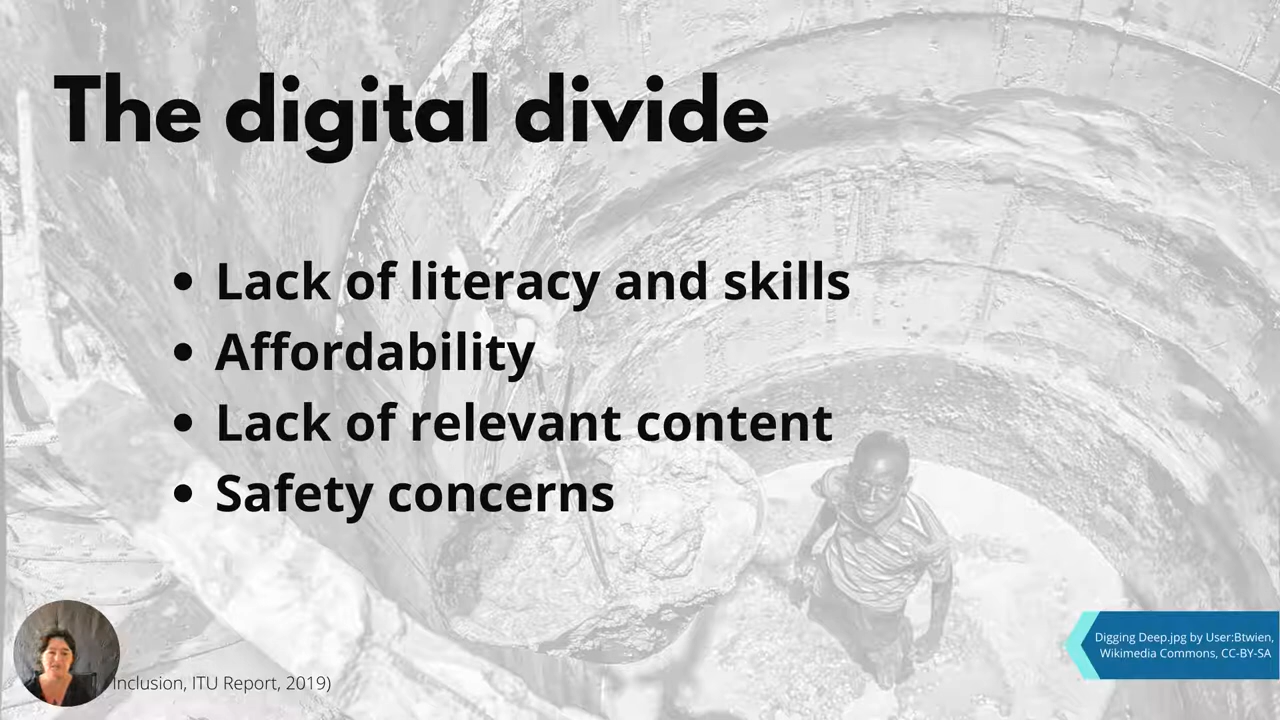 The digital divide
• Lack of literacy and skills
• Affordability
• Lack of relevant content
• Safety concerns
Digging Deep.jpg by User:Btwien,
Wikimedia Commons, CC-BY-SA
Inclusion, ITU Report, 2019)